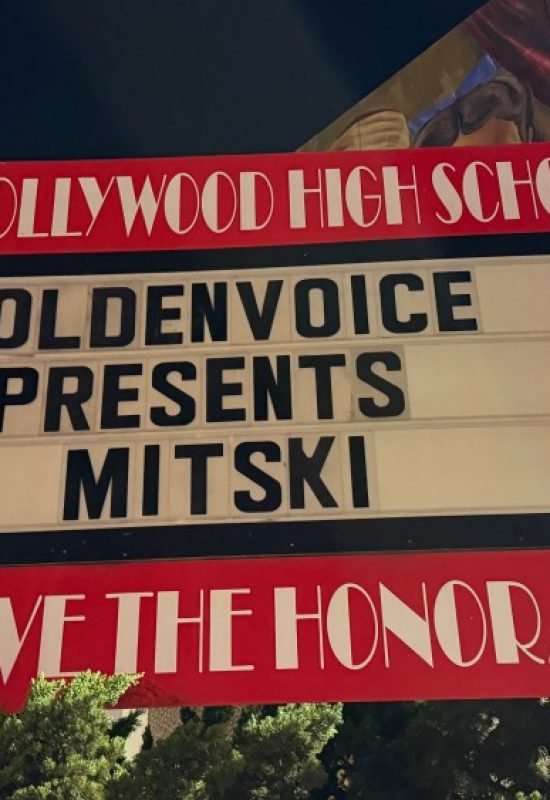 OLLYWOOD HIGH SCHO
OLDENVOICE
PRESENTS
MITSKI
VE THE HONOR